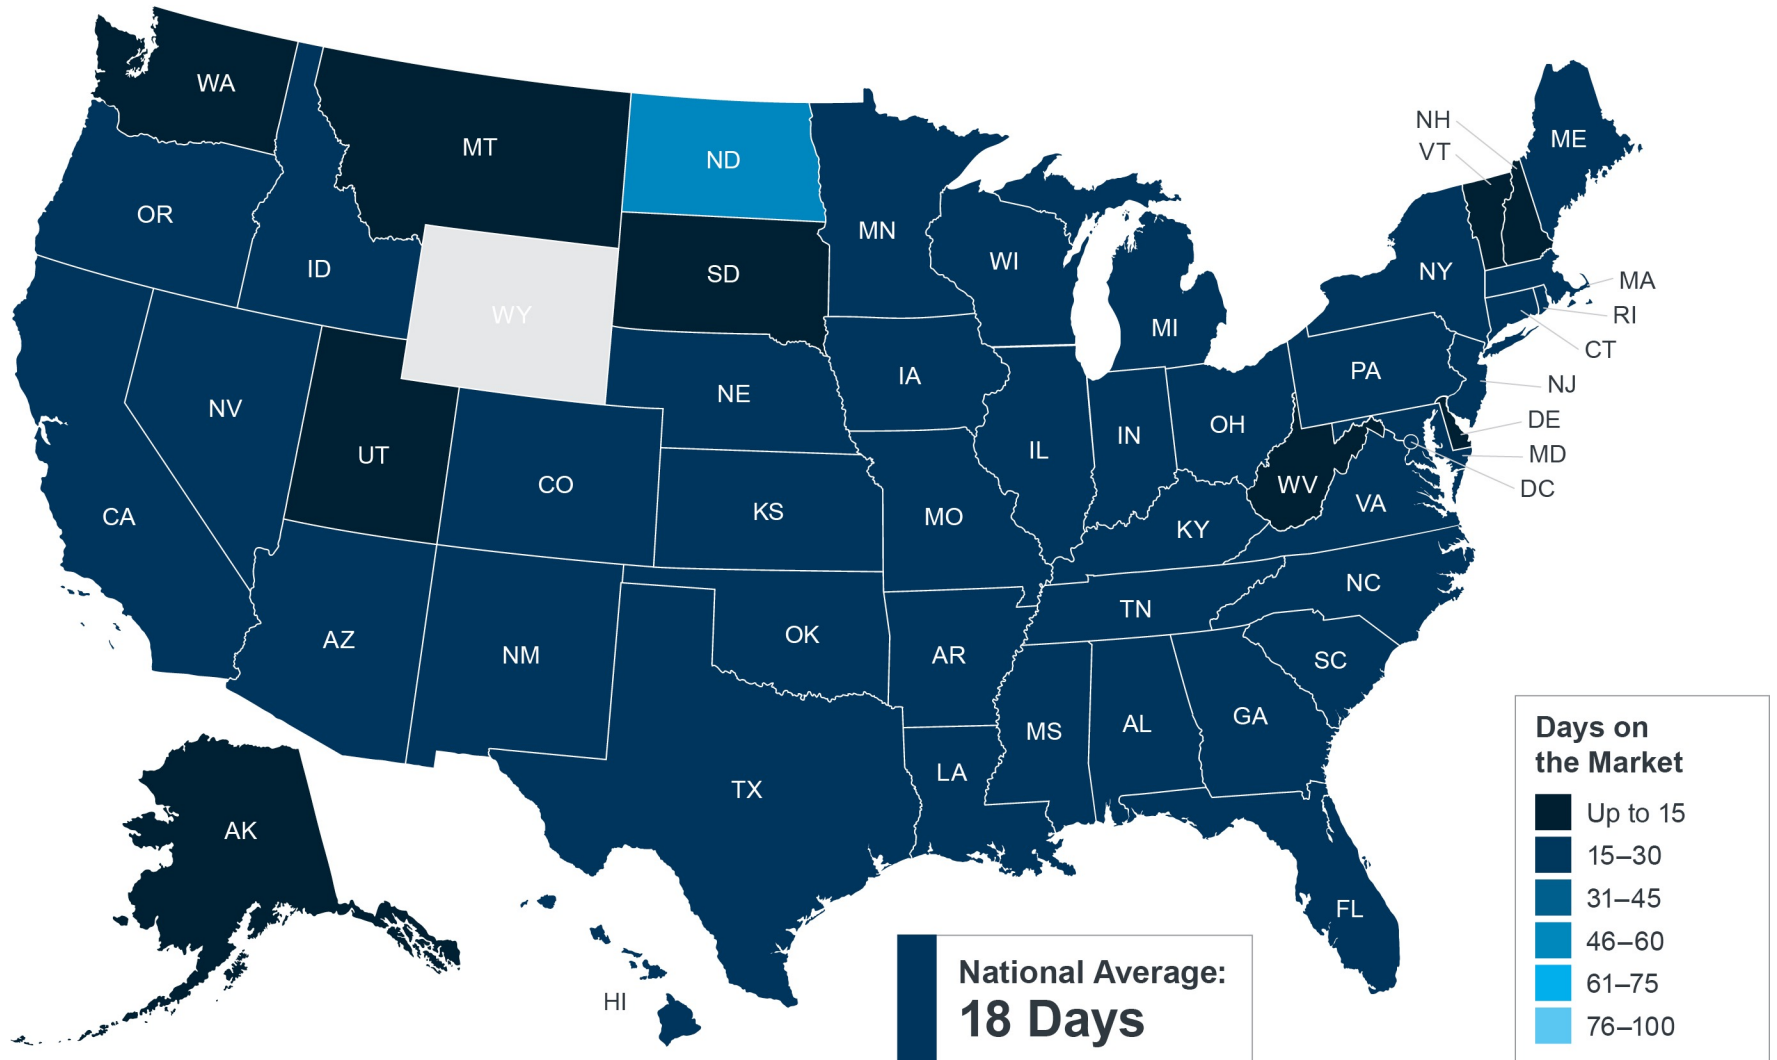 WA
MT
ND
MN
NH
VT
ME
OR
ID
WY
SD
WI
MI
NY
MA
RI
CT
NJ
DE
MD
DC
NV
UT
CO
NE
IA
IL
IN
OH
PA
CA
KS
MO
KY
WV
VA
AZ
NM
OK
AR
TN
NC
SC
TX
LA
MS
AL
GA
FL
AK
HI
National Average:
18 Days
Days on
the Market
Up to 15
15–30
31–45
46–60
61–75
76–100